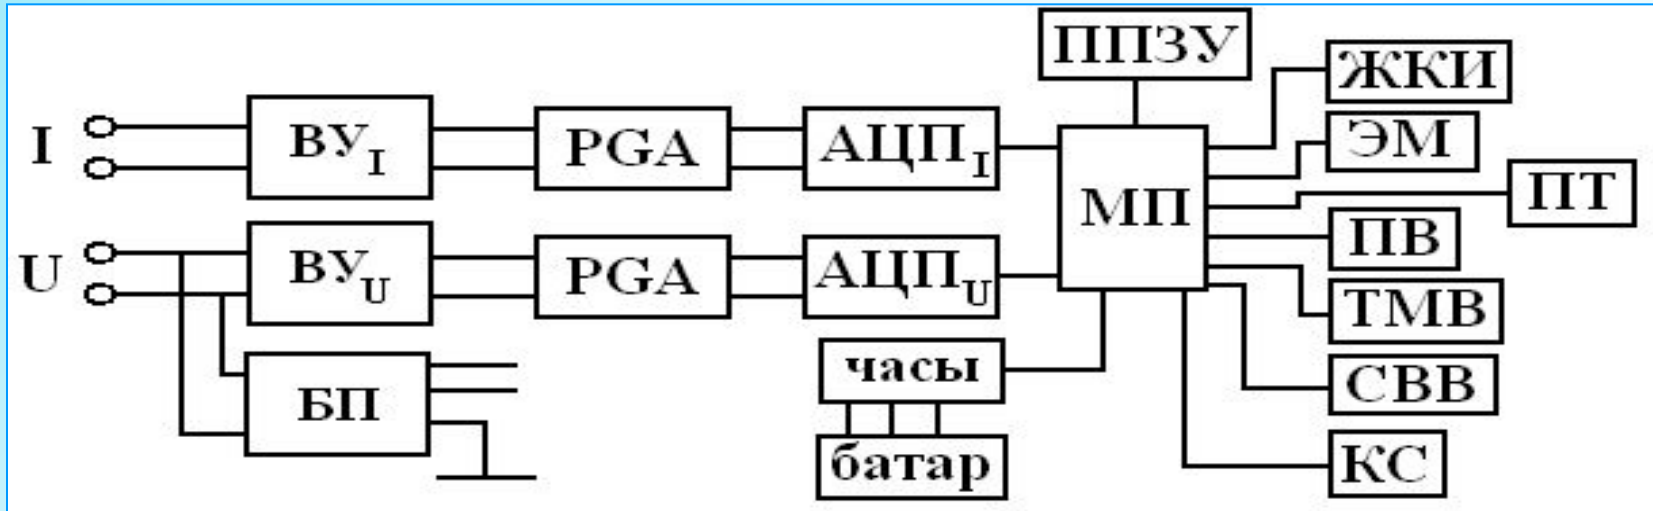 ППЗУ
ЖКИ
I
ВУI
PGA
АЦПI
ЭМ
МП
ПТ
U
ВУU
PGA
АЦПU
ПВ
ТМВ
БП
часы
СВВ
батар
КС